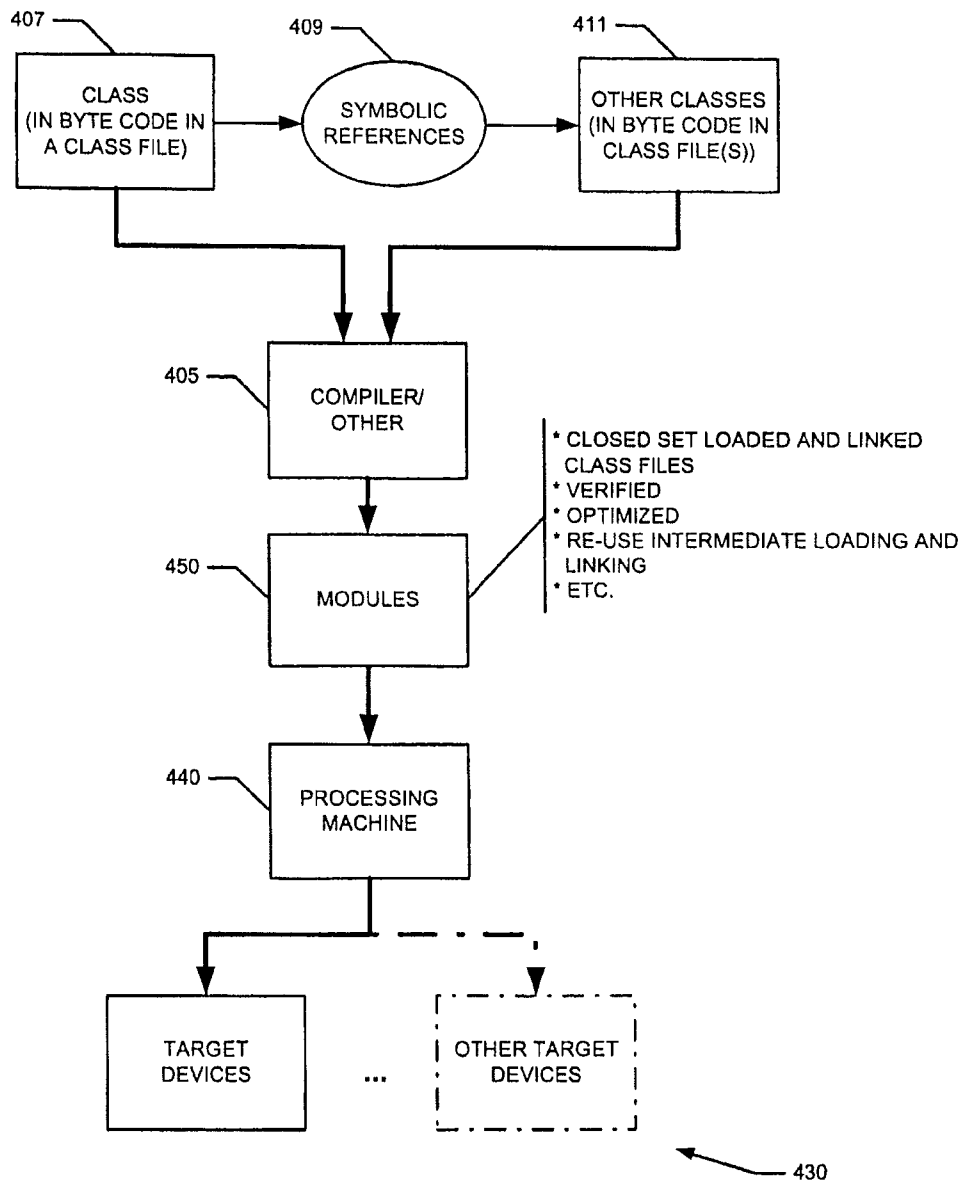 407
409
411
CLASS
(IN BYTE CODE IN
A CLASS FILE)
SYMBOLIC
REFERENCES
OTHER CLASSES
(IN BYTE CODE IN
CLASS FILE(S))
405
COMPILER/
OTHER
* CLOSED SET LOADED AND LINKED
CLASS FILES
* VERIFIED
* OPTIMIZED
* RE-USE INTERMEDIATE LOADING AND
LINKING
* ETC.
450
MODULES
440
PROCESSING
MACHINE
TARGET
DEVICES
...
OTHER TARGET
DEVICES
430